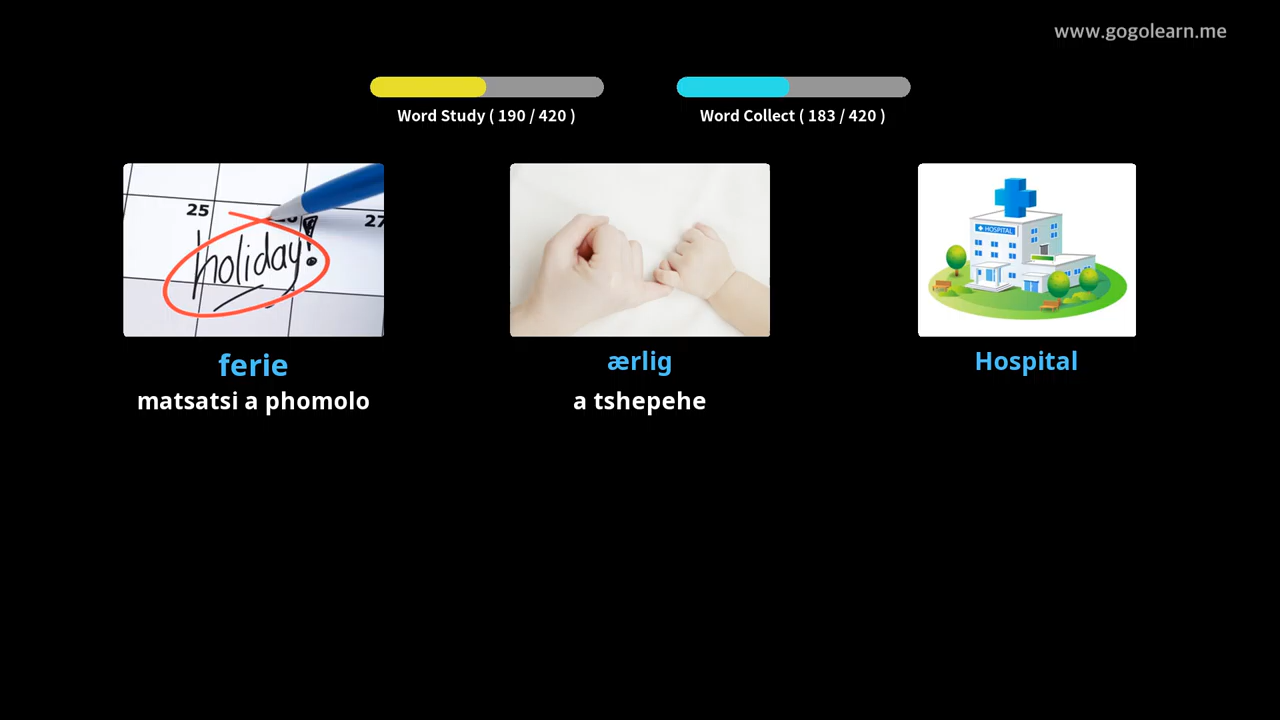 www.gogolearn.me
Word Study ( 190 / 420 )
Word Collect ( 183 / 420 )
25
27
holiday!
HOSPITAL
ferie
ærlig
Hospital
matsatsi a phomolo
a tshepehe